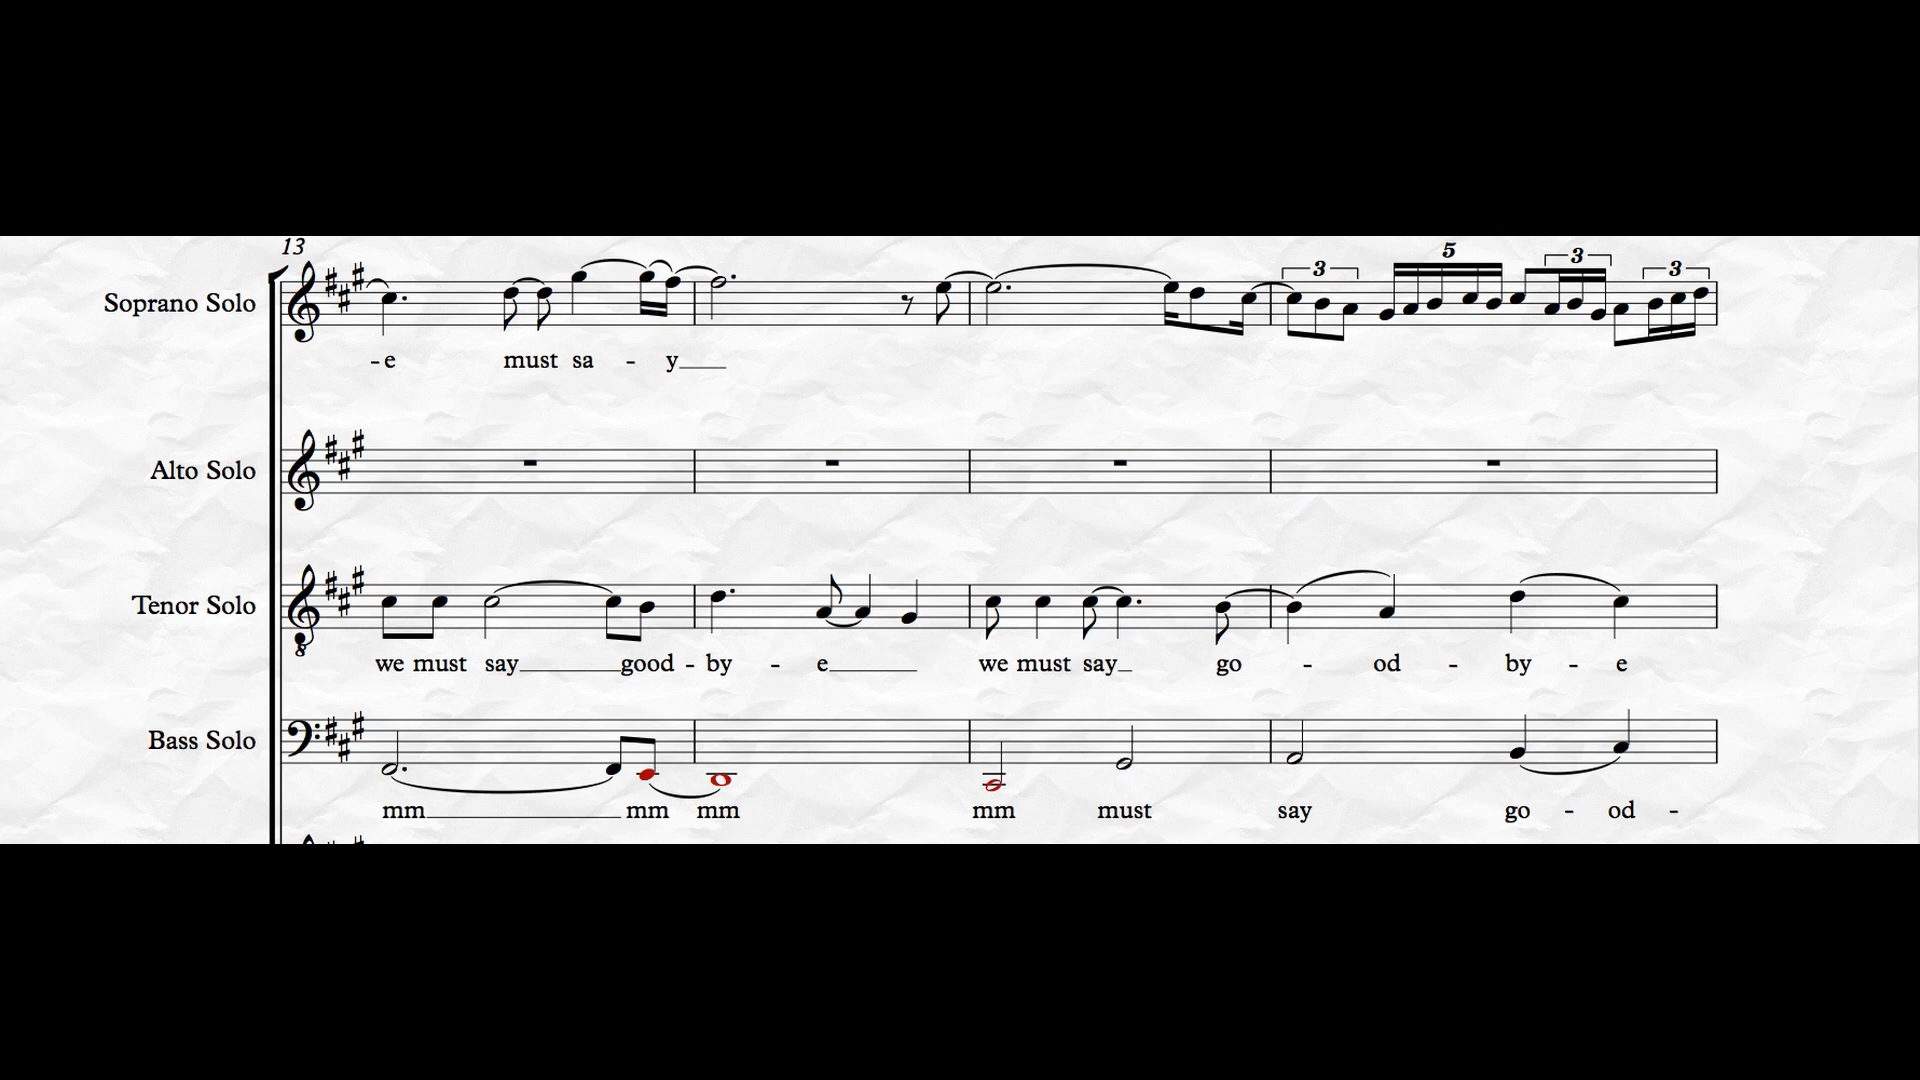 13
5
3
3
3
Soprano Solo
-e must sa - y
Alto Solo
Tenor Solo
8
we must say good - by - e we must say go - od - by - e
Bass Solo
mm mm mm mm must say go - od -